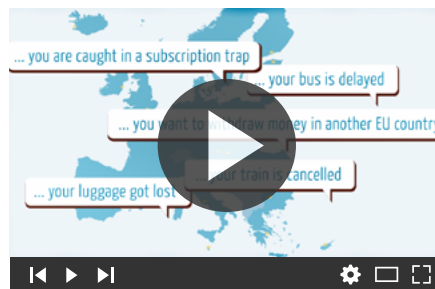 ... you are caught in a subscription trap
... your bus is delayed
... you want to withdraw money in another EU country
... your train is cancelled
... your luggage got lost